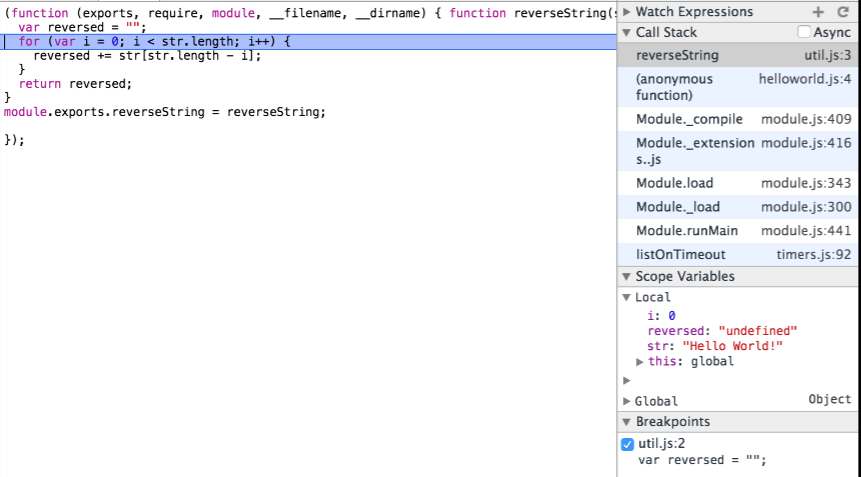 (function (exports, require, module, __filename, __dirname) { function reverseString(s
  var reversed = "";
  for (var i = 0; i < str.length; i++) {
    reversed += str[str.length - i];
  }
  return reversed;
}
module.exports.reverseString = reverseString;
});
Watch Expressions
Call Stack Async
reverseString util.js:3
(anonymous helloworld.js:4
function)
Module._compile module.js:409
Module._extension module.js:416
s..js
Module.load module.js:343
Module._load module.js:300
Module.runMain module.js:441
listOnTimeout timers.js:92
Scope Variables
Local
i: 0
reversed: "undefined"
str: "Hello World!"
this: global
Global Object
Breakpoints
util.js:2
var reversed = "";